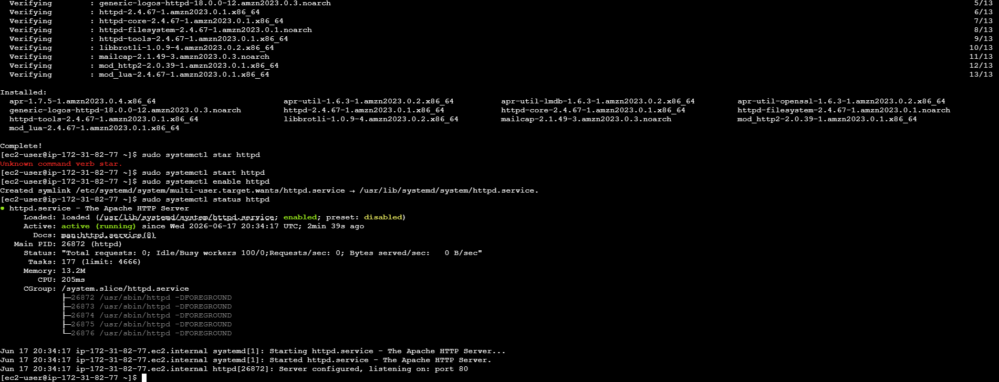 Verifying : generic-logos-httpd-18.0.0-12.amzn2023.0.3.noarch 5/13
Verifying : httpd-2.4.67-1.amzn2023.0.1.x86_64 6/13
Verifying : httpd-core-2.4.67-1.amzn2023.0.1.x86_64 7/13
Verifying : httpd-filesystem-2.4.67-1.amzn2023.0.1.noarch 8/13
Verifying : httpd-tools-2.4.67-1.amzn2023.0.1.x86_64 9/13
Verifying : libbrotli-1.0.9-4.amzn2023.0.2.x86_64 10/13
Verifying : mailcap-2.1.49-3.amzn2023.0.3.noarch 11/13
Verifying : mod_http2-2.0.39-1.amzn2023.0.1.x86_64 12/13
Verifying : mod_lua-2.4.67-1.amzn2023.0.1.x86_64 13/13
Installed:
apr-1.7.5-1.amzn2023.0.4.x86_64 apr-util-1.6.3-1.amzn2023.0.2.x86_64 apr-util-lmdb-1.6.3-1.amzn2023.0.2.x86_64 apr-util-openssl-1.6.3-1.amzn2023.0.2.x86_64
generic-logos-httpd-18.0.0-12.amzn2023.0.3.noarch httpd-2.4.67-1.amzn2023.0.1.x86_64 httpd-core-2.4.67-1.amzn2023.0.1.x86_64 httpd-filesystem-2.4.67-1.amzn2023.0.1.noarch
httpd-tools-2.4.67-1.amzn2023.0.1.x86_64 libbrotli-1.0.9-4.amzn2023.0.2.x86_64 mailcap-2.1.49-3.amzn2023.0.3.noarch mod_http2-2.0.39-1.amzn2023.0.1.x86_64
mod_lua-2.4.67-1.amzn2023.0.1.x86_64
Complete!
[ec2-user@ip-172-31-82-77 ~]$ sudo systemctl star httpd
Unknown command verb star.
[ec2-user@ip-172-31-82-77 ~]$ sudo systemctl start httpd
[ec2-user@ip-172-31-82-77 ~]$ sudo systemctl enable httpd
Created symlink /etc/systemd/system/multi-user.target.wants/httpd.service → /usr/lib/systemd/system/httpd.service.
[ec2-user@ip-172-31-82-77 ~]$ sudo systemctl status httpd
● httpd.service - The Apache HTTP Server
Loaded: loaded (/usr/lib/systemd/system/httpd.service; enabled; preset: disabled)
Active: active (running) since Wed 2026-06-17 20:34:17 UTC; 2min 39s ago
Docs: man:httpd.service(8)
Main PID: 26872 (httpd)
Status: "Total requests: 0; Idle/Busy workers 100/0;Requests/sec: 0; Bytes served/sec:   0 B/sec"
Tasks: 177 (limit: 4666)
Memory: 13.2M
CPU: 205ms
CGroup: /system.slice/httpd.service
├─26872 /usr/sbin/httpd -DFOREGROUND
├─26873 /usr/sbin/httpd -DFOREGROUND
├─26874 /usr/sbin/httpd -DFOREGROUND
├─26875 /usr/sbin/httpd -DFOREGROUND
└─26876 /usr/sbin/httpd -DFOREGROUND
Jun 17 20:34:17 ip-172-31-82-77.ec2.internal systemd[1]: Starting httpd.service - The Apache HTTP Server...
Jun 17 20:34:17 ip-172-31-82-77.ec2.internal systemd[1]: Started httpd.service - The Apache HTTP Server.
Jun 17 20:34:17 ip-172-31-82-77.ec2.internal httpd[26872]: Server configured, listening on: port 80
[ec2-user@ip-172-31-82-77 ~]$